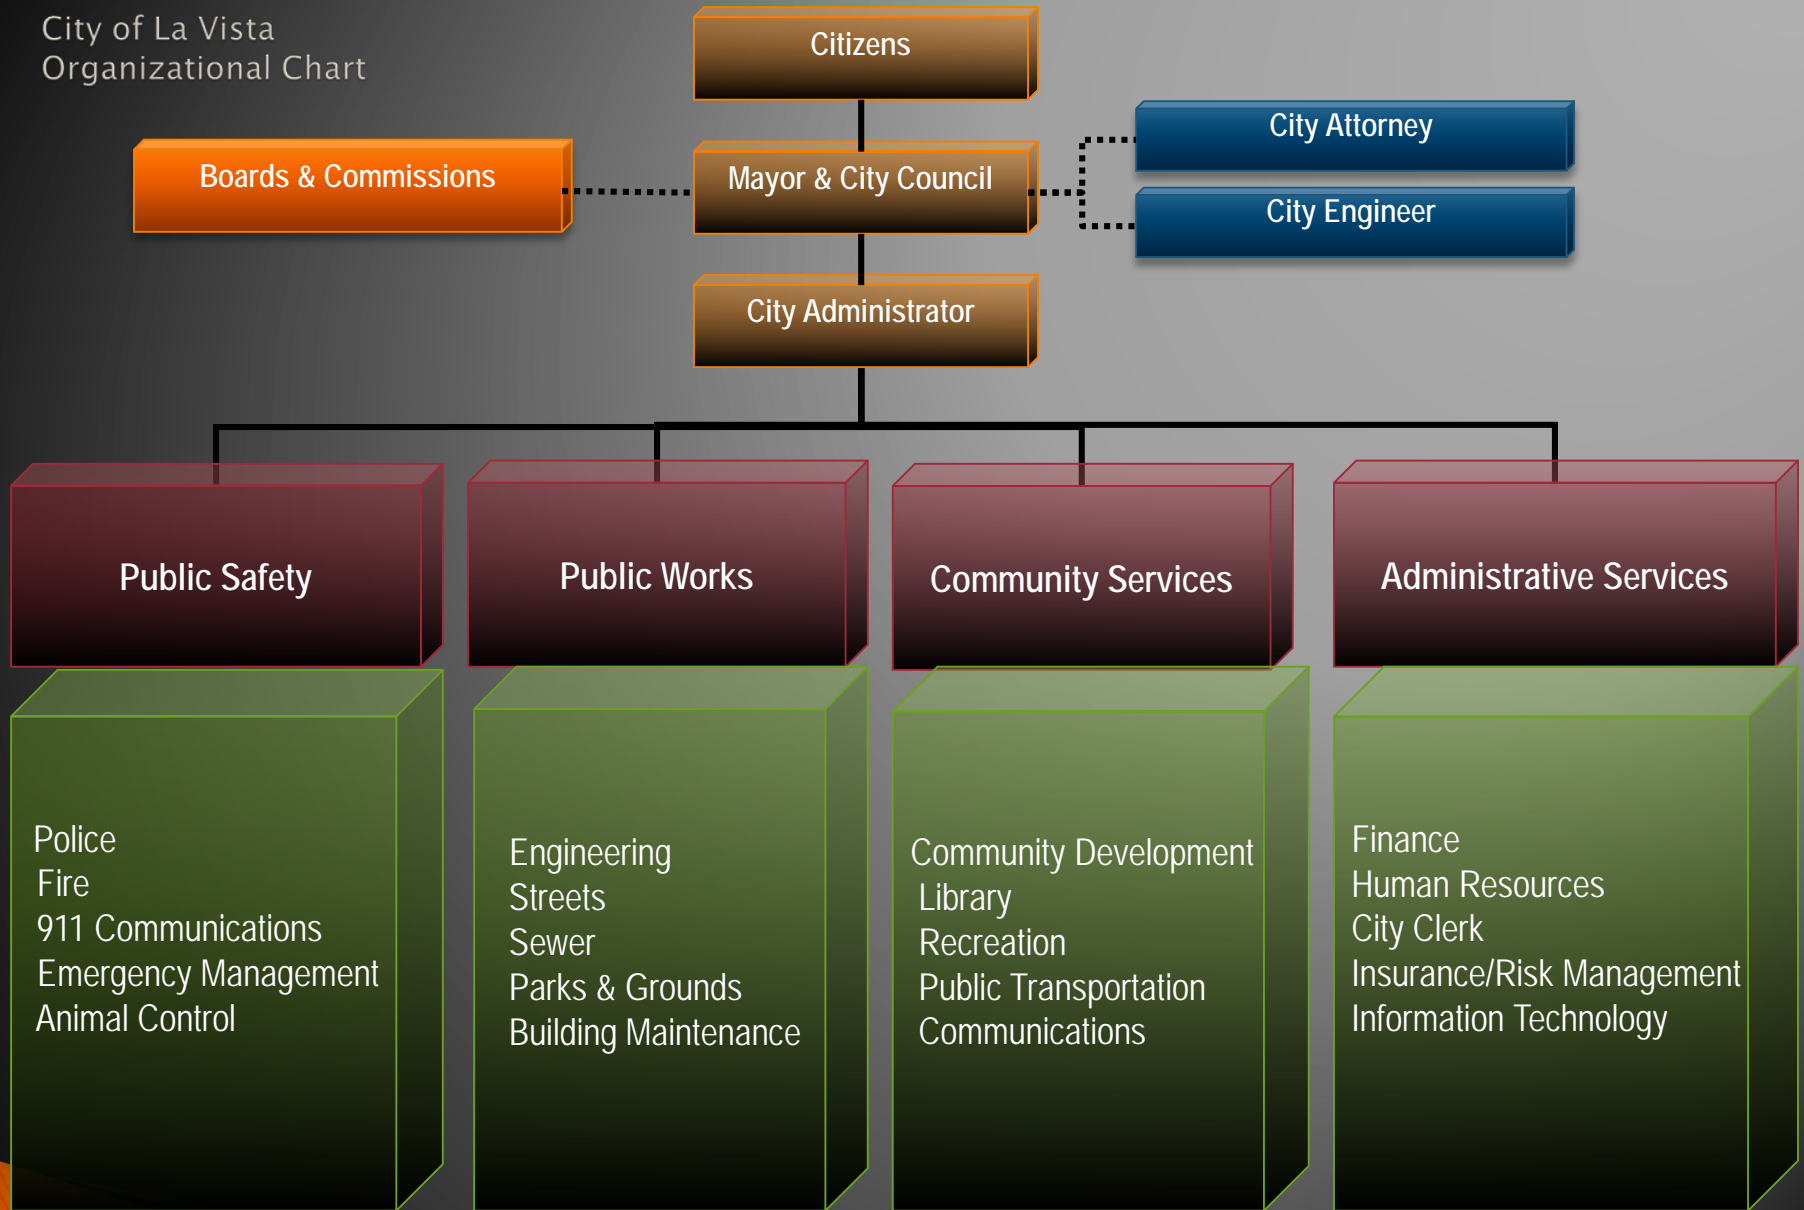 City of La Vista
Organizational Chart
Citizens
Boards & Commissions
Mayor & City Council
City Attorney
City Engineer
City Administrator
Public Safety
Public Works
Community Services
Administrative Services
Police
Fire
911 Communications
Emergency Management
Animal Control
Engineering
Streets
Sewer
Parks & Grounds
Building Maintenance
Community Development
Library
Recreation
Public Transportation
Communications
Finance
Human Resources
City Clerk
Insurance/Risk Management
Information Technology